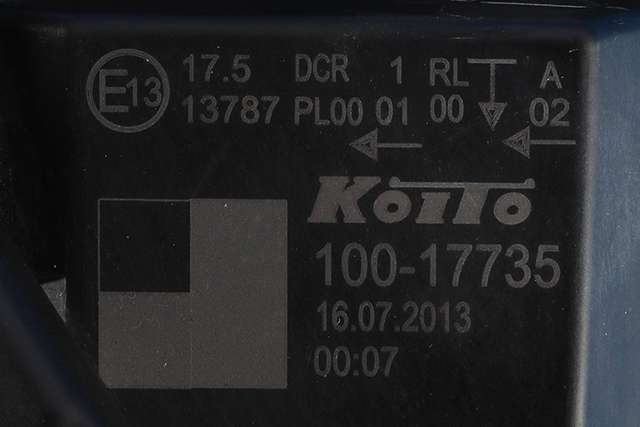 E13 17.5 DCR 1 RL A
13787 PL00 01 00 02
KoiTo
100-17735
16.07.2013
00:07